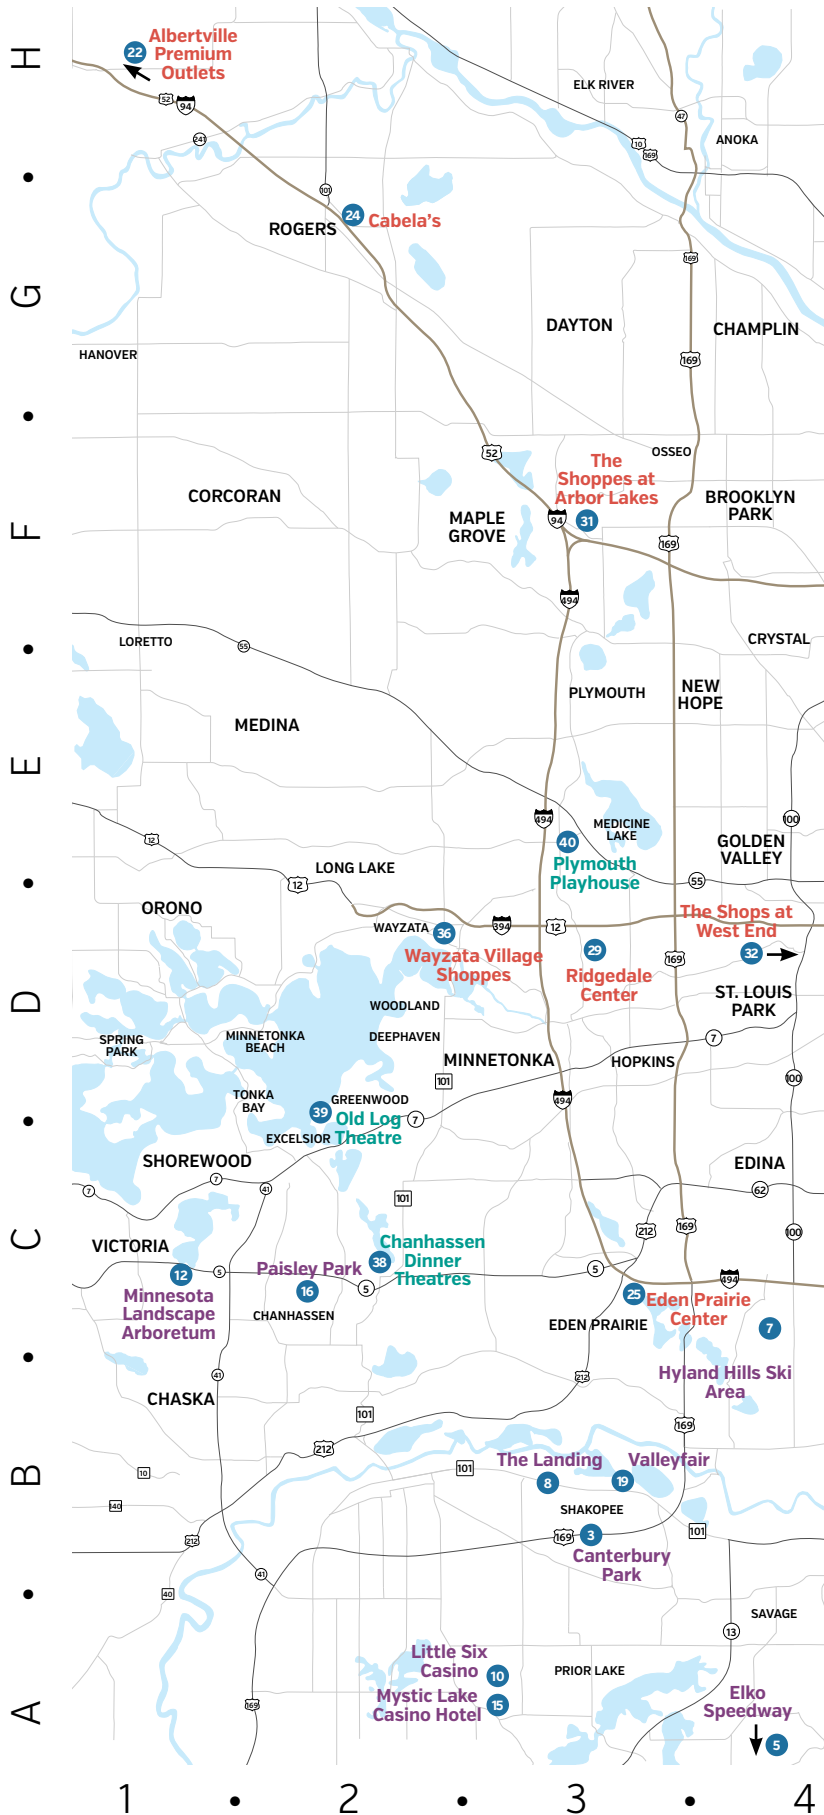 H
22
Albertville
Premium
Outlets
52
94
241
101
ELK RIVER
47
10
169
ANOKA
24
Cabela's
ROGERS
169
G
DAYTON
CHAMPLIN
HANOVER
169
52
OSSEO
The
Shoppes at
Arbor Lakes
31
94
CORCORAN
MAPLE
GROVE
BROOKLYN
PARK
F
169
494
LORETTO
55
CRYSTAL
PLYMOUTH
NEW
HOPE
MEDINA
E
494
MEDICINE
LAKE
100
12
40
Plymouth
Playhouse
GOLDEN
VALLEY
LONG LAKE
12
55
ORONO
WAYZATA
36
394
12
The Shops at
West End
32
Wayzata Village
Shoppes
29
Ridgedale
Center
169
D
WOODLAND
ST. LOUIS
PARK
SPRING
PARK
MINNETONKA
BEACH
DEEPHAVEN
7
MINNETONKA
HOPKINS
101
100
TONKA
BAY
GREENWOOD
494
39
Old Log
Theatre
7
EXCELSIOR
SHOREWOOD
EDINA
7
7
41
62
101
212
169
100
C
VICTORIA
12
5
Paisley Park
16
38
Chanhassen
Dinner
Theatres
5
5
494
Minnesota
Landscape
Arboretum
CHANHASSEN
25
Eden Prairie
Center
EDEN PRAIRIE
7
Hyland Hills Ski
Area
41
212
CHASKA
101
212
169
B
10
101
The Landing
8
Valleyfair
19
140
SHAKOPEE
212
169
3
101
Canterbury
Park
41
40
SAVAGE
13
Little Six
Casino
10
PRIOR LAKE
A
169
Mystic Lake
Casino Hotel
15
Elko
Speedway
5
1
2
3
4